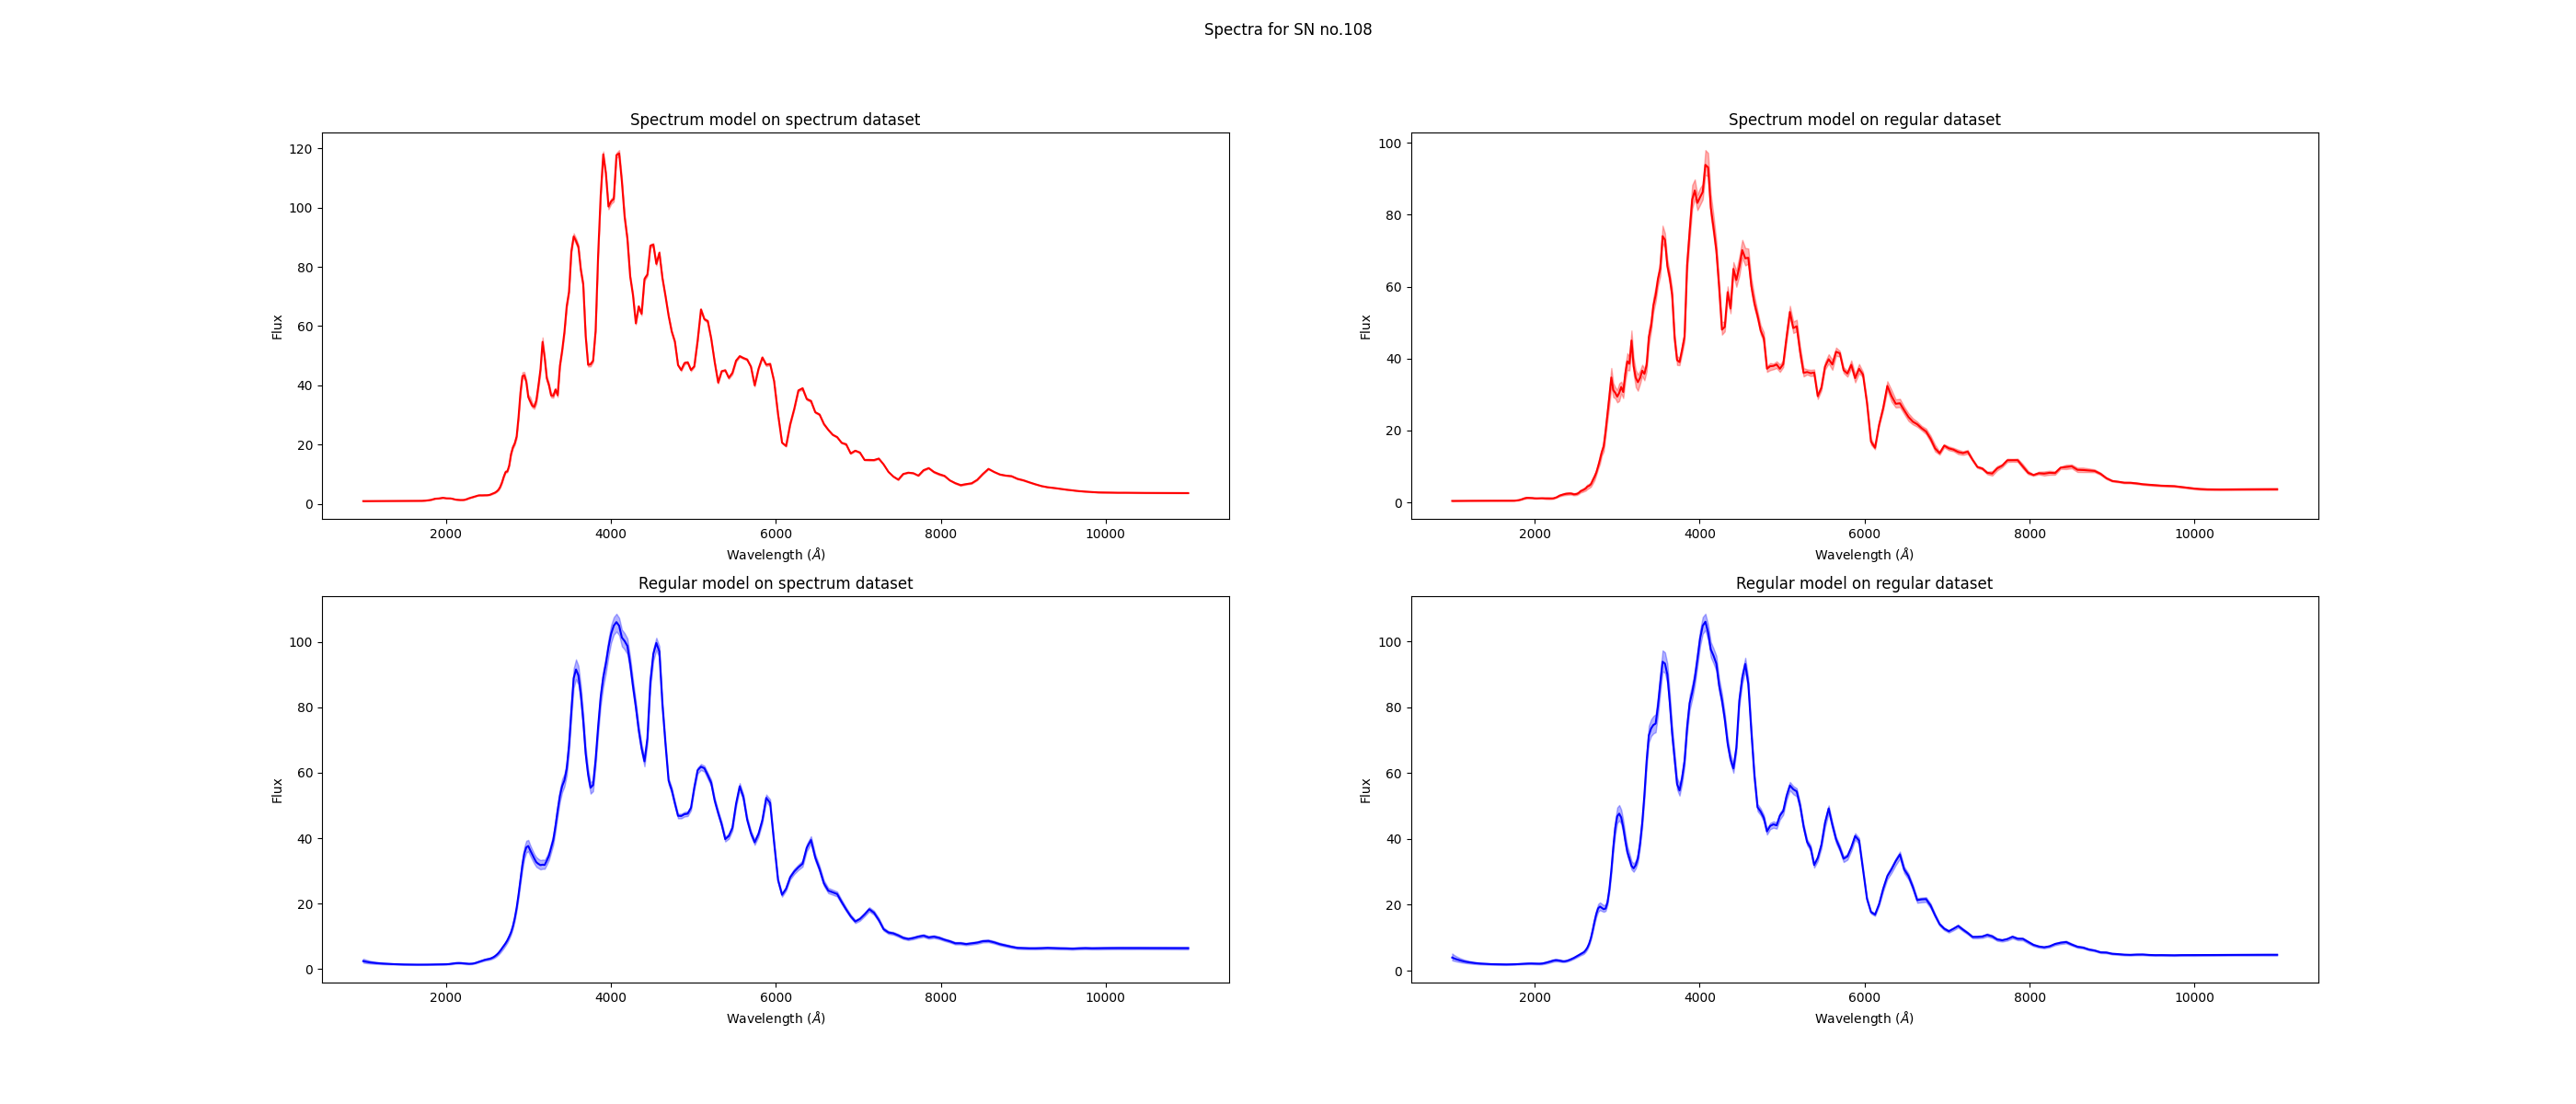 Spectra for SN no.108
Spectrum model on spectrum dataset
120
100
80
60
40
20
0
Flux
2000 4000 6000 8000 10000
Wavelength (Å)
Spectrum model on regular dataset
100
80
60
40
20
0
Flux
2000 4000 6000 8000 10000
Wavelength (Å)
Regular model on spectrum dataset
100
80
60
40
20
0
Flux
2000 4000 6000 8000 10000
Wavelength (Å)
Regular model on regular dataset
100
80
60
40
20
0
Flux
2000 4000 6000 8000 10000
Wavelength (Å)